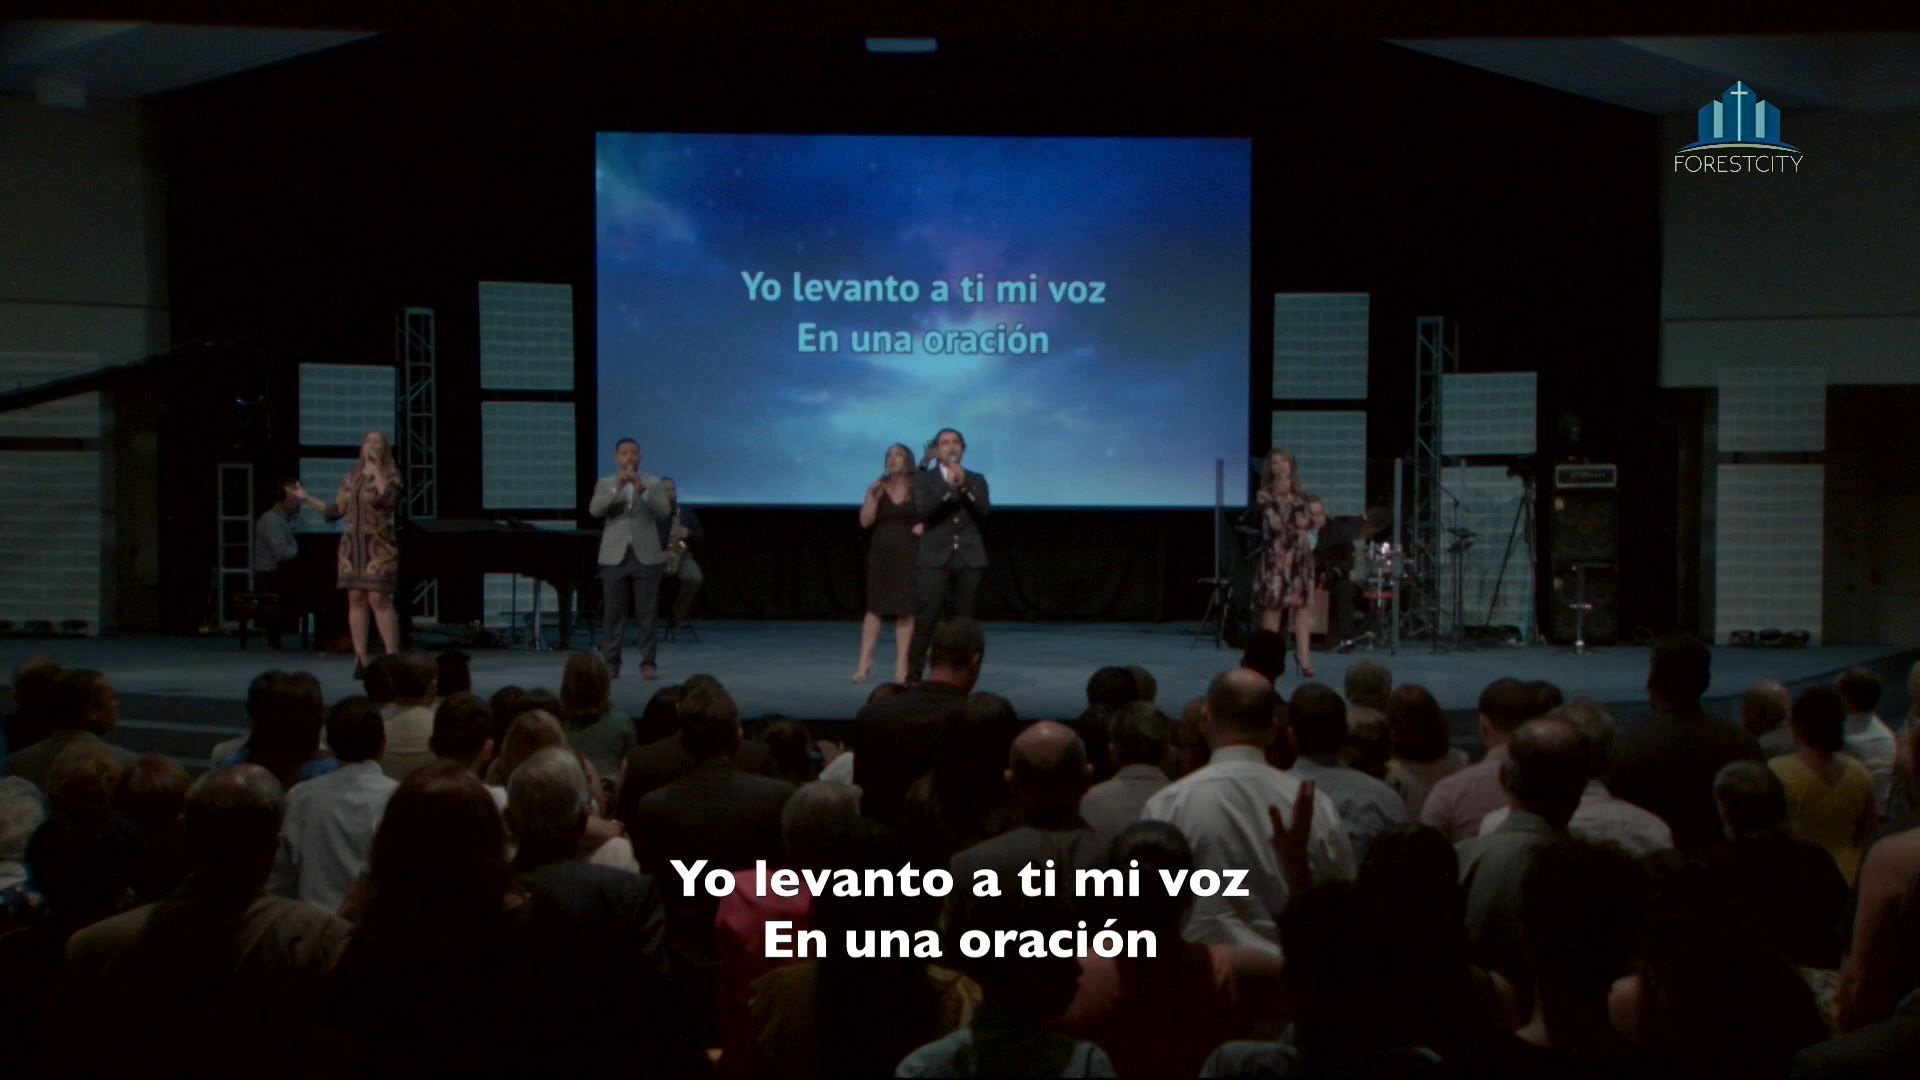 FORESTCITY
Yo levanto a ti mi voz
En una oración
Yo levanto a ti mi voz
En una oración